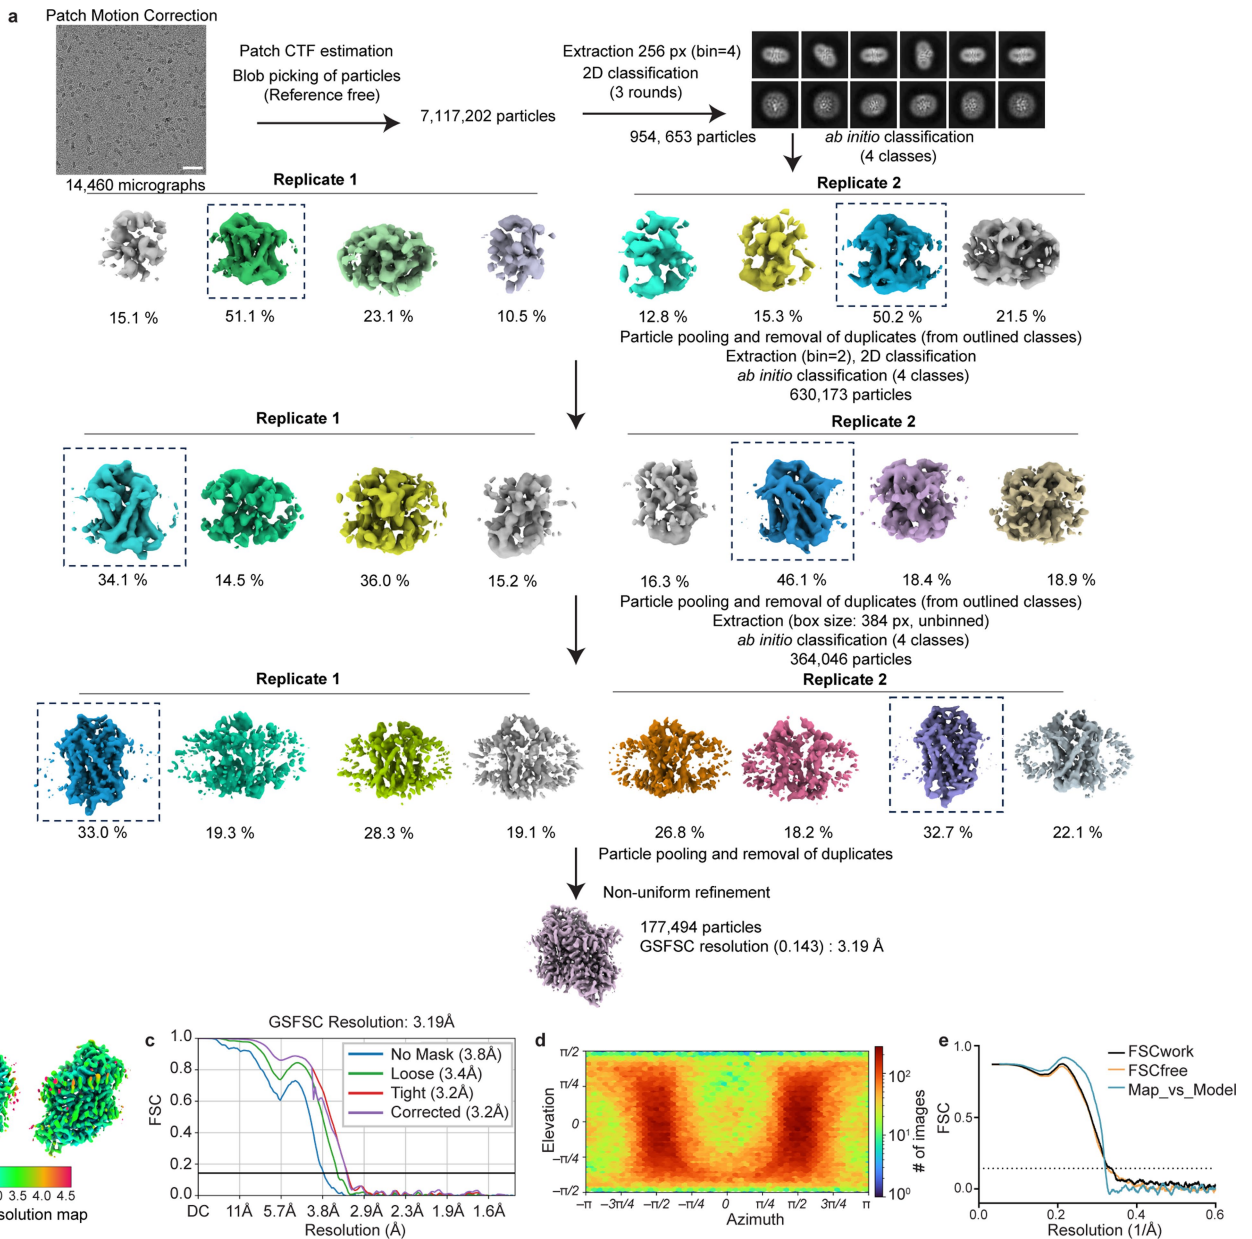 a
Patch Motion Correction
Patch CTF estimation
Blob picking of particles
(Reference free)
7,117,202 particles
Extraction 256 px (bin=4)
2D classification
(3 rounds)
954, 653 particles
ab initio classification
(4 classes)
14,460 micrographs
Replicate 1
Replicate 2
15.1 %
51.1 %
23.1 %
10.5 %
12.8 %
15.3 %
50.2 %
21.5 %
Particle pooling and removal of duplicates (from outlined classes)
Extraction (bin=2), 2D classification
ab initio classification (4 classes)
630,173 particles
Replicate 1
Replicate 2
34.1 %
14.5 %
36.0 %
15.2 %
16.3 %
46.1 %
18.4 %
18.9 %
Particle pooling and removal of duplicates (from outlined classes)
Extraction (box size: 384 px, unbinned)
ab initio classification (4 classes)
364,046 particles
Replicate 1
Replicate 2
33.0 %
19.3 %
28.3 %
19.1 %
26.8 %
18.2 %
32.7 %
22.1 %
Particle pooling and removal of duplicates
Non-uniform refinement
177,494 particles
GSFSC resolution (0.143) : 3.19 Å
0 3.5 4.0 4.5
solution map
c
GSFSC Resolution: 3.19Å
FSC
1.0
0.8
0.6
0.4
0.2
0.0
No Mask (3.8Å)
Loose (3.4Å)
Tight (3.2Å)
Corrected (3.2Å)
DC 11Å 5.7Å 3.8Å 2.9Å 2.3Å 1.9Å 1.6Å
Resolution (Å)
d
Elevation
π/2
π/4
0
–π/4
–π/2
–π –3π/4 –π/2 –π/4 0 π/4 π/2 3π/4 π
Azimuth
10²
10¹
10⁰
# of images
e
FSC
1.0
0.5
0.0
FSCwork
FSCfree
Map_vs_Model
0.0 0.2 0.4 0.6
Resolution (1/Å)